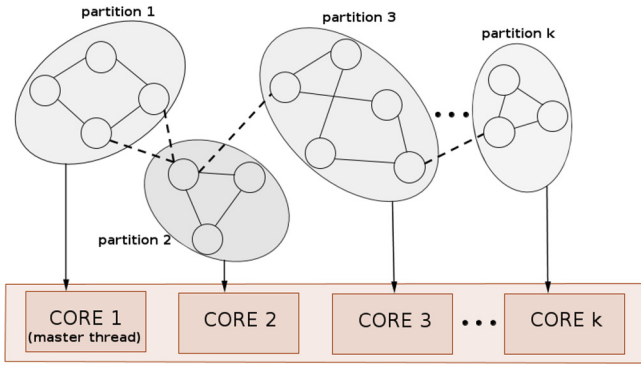 partition 1
partition 3
partition k
partition 2
CORE 1
(master thread)
CORE 2
CORE 3
CORE k